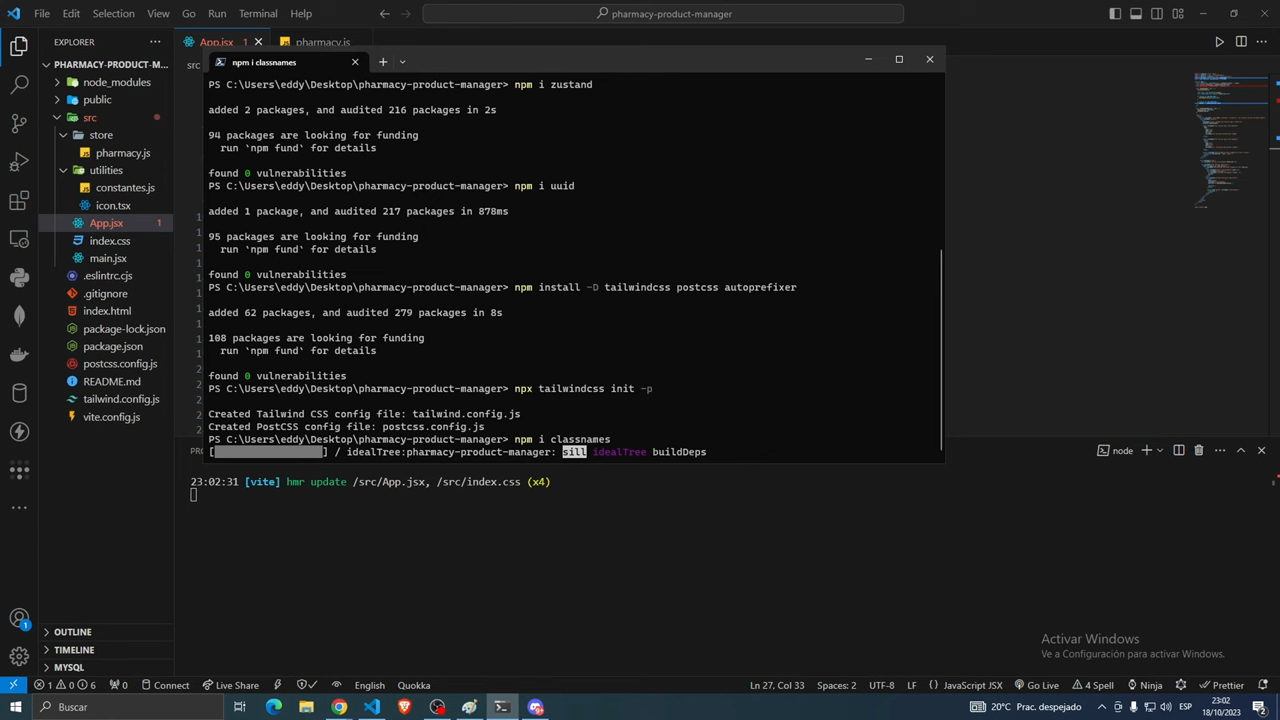 File Edit Selection View Go Run Terminal Help
pharmacy-product-manager
EXPLORER
App.jsx
pharmacy.js
PHARMACY-PRODUCT-M...
node_modules
public
src
store
pharmacy.js
utilities
constantes.js
icon.tsx
App.jsx 1
index.css
main.jsx
.eslintrc.cjs
.gitignore
index.html
package-lock.json
package.json
postcss.config.js
README.md
tailwind.config.js
vite.config.js
OUTLINE
TIMELINE
MYSQL
src
npm i classnames
PS C:\Users\eddy\Desktop\pharmacy-product-manager> npm i zustand
added 2 packages, and audited 216 packages in 2s
94 packages are looking for funding
run `npm fund` for details
found 0 vulnerabilities
PS C:\Users\eddy\Desktop\pharmacy-product-manager> npm i uuid
added 1 package, and audited 217 packages in 878ms
95 packages are looking for funding
run `npm fund` for details
found 0 vulnerabilities
PS C:\Users\eddy\Desktop\pharmacy-product-manager> npm install -D tailwindcss postcss autoprefixer
added 62 packages, and audited 279 packages in 8s
108 packages are looking for funding
run `npm fund` for details
found 0 vulnerabilities
PS C:\Users\eddy\Desktop\pharmacy-product-manager> npx tailwindcss init -p
Created Tailwind CSS config file: tailwind.config.js
Created PostCSS config file: postcss.config.js
PS C:\Users\eddy\Desktop\pharmacy-product-manager> npm i classnames
[ ] / idealTree:pharmacy-product-manager: sill idealTree buildDeps
node
23:02:31 [vite] hmr update /src/App.jsx, /src/index.css (x4)
Activar Windows
Ve a Configuración para activar Windows.
1 0 6 0 Connect Live Share English Quokka Ln 27, Col 33 Spaces: 2 UTF-8 LF JavaScript JSX Go Live 4 Spell Ninja Prettier
Buscar
20°C Prac. despejado ESP
23:02
18/10/2023
2